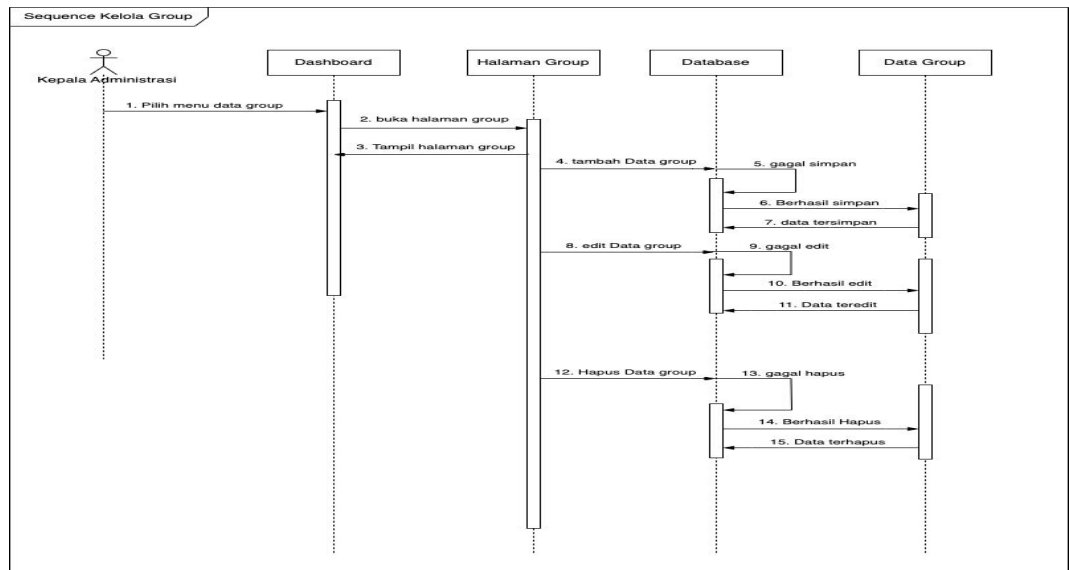 Sequence Kelola Group
Kepala Administrasi
Dashboard
Halaman Group
Database
Data Group
1. Pilih menu data group
2. buka halaman group
3. Tampil halaman group
4. tambah Data group
5. gagal simpan
6. Berhasil simpan
7. data tersimpan
8. edit Data group
9. gagal edit
10. Berhasil edit
11. Data teredit
12. Hapus Data group
13. gagal hapus
14. Berhasil Hapus
15. Data terhapus